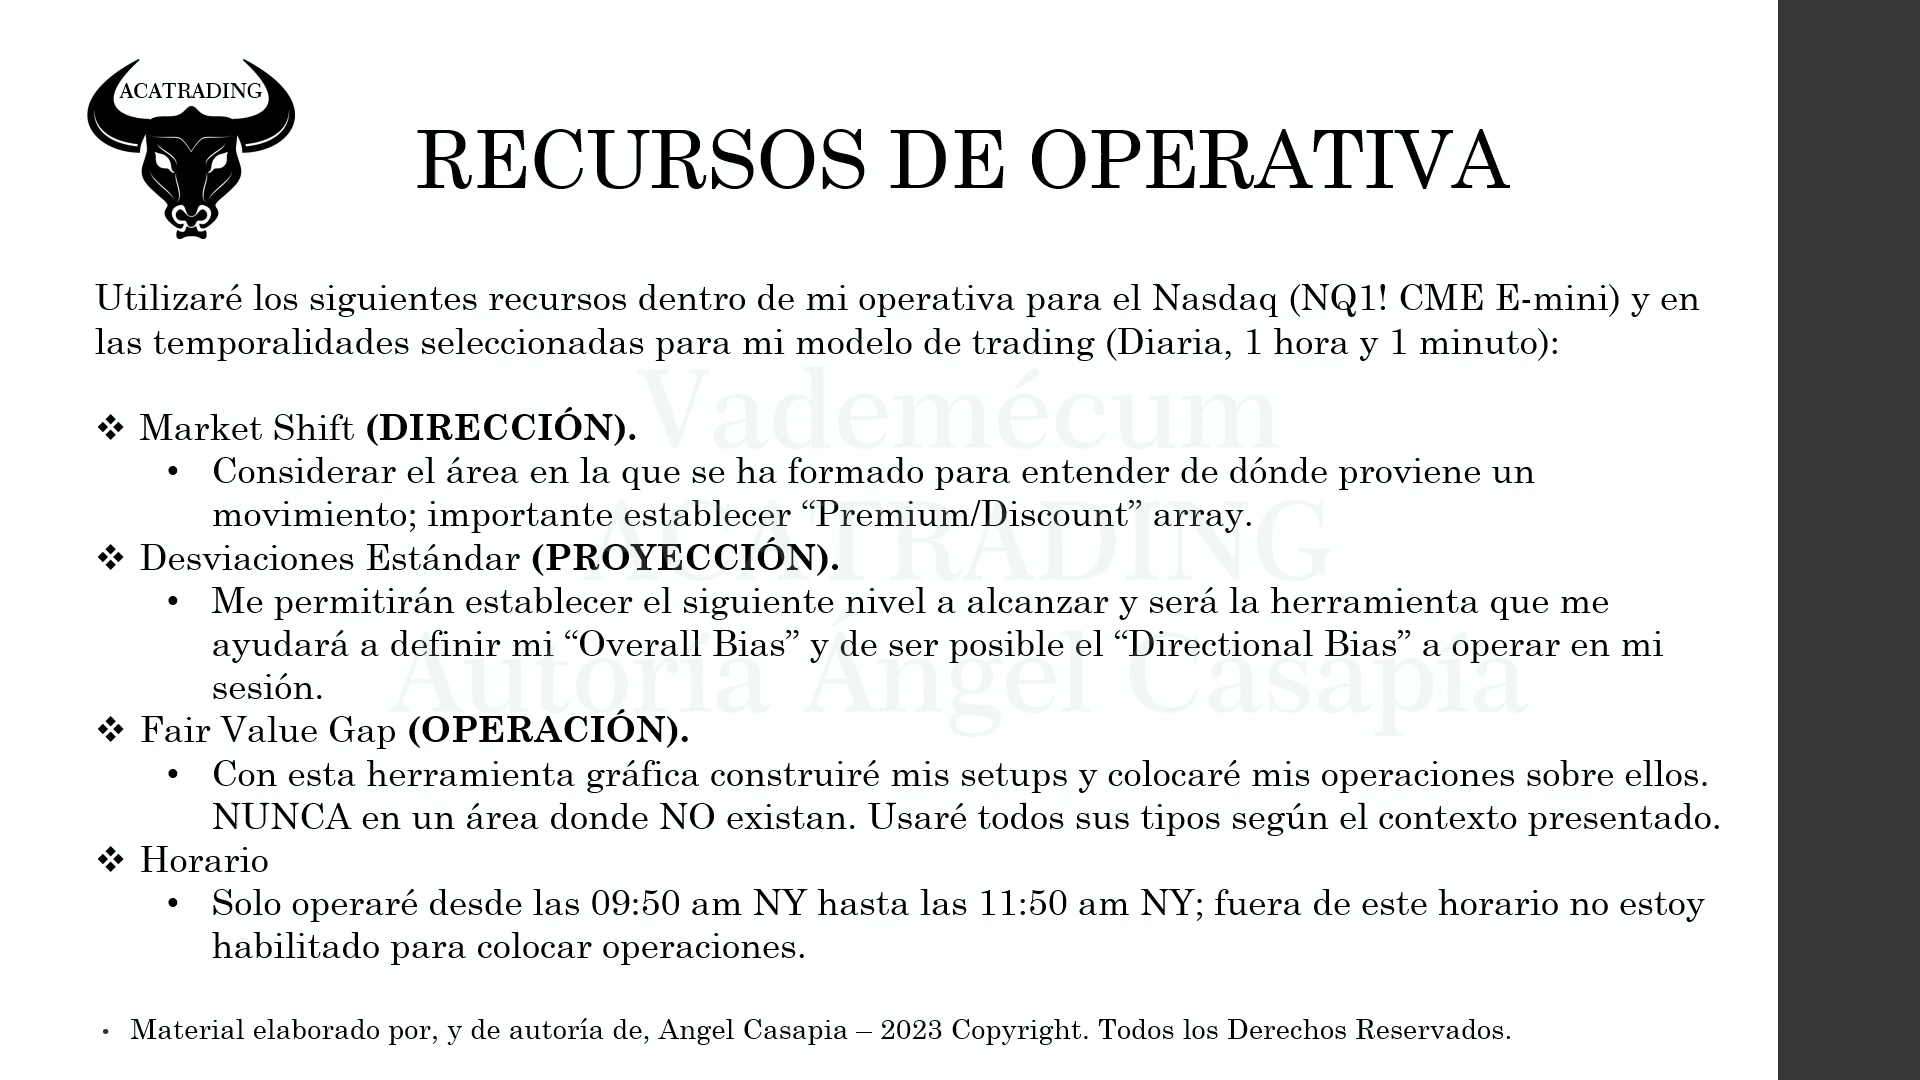 ACATRADING
RECURSOS DE OPERATIVA
Utilizaré los siguientes recursos dentro de mi operativa para el Nasdaq (NQ1! CME E-mini) y en
las temporalidades seleccionadas para mi modelo de trading (Diaria, 1 hora y 1 minuto):
Vademécum
❖ Market Shift (DIRECCIÓN).
• Considerar el área en la que se ha formado para entender de dónde proviene un
movimiento; importante establecer “Premium/Discount” array.
ACATRADING
❖ Desviaciones Estándar (PROYECCIÓN).
• Me permitirán establecer el siguiente nivel a alcanzar y será la herramienta que me
ayudará a definir mi “Overall Bias” y de ser posible el “Directional Bias” a operar en mi
sesión.
Autoría Ángel Casapía
❖ Fair Value Gap (OPERACIÓN).
• Con esta herramienta gráfica construiré mis setups y colocaré mis operaciones sobre ellos.
NUNCA en un área donde NO existan. Usaré todos sus tipos según el contexto presentado.
❖ Horario
• Solo operaré desde las 09:50 am NY hasta las 11:50 am NY; fuera de este horario no estoy
habilitado para colocar operaciones.
• Material elaborado por, y de autoría de, Angel Casapia – 2023 Copyright. Todos los Derechos Reservados.